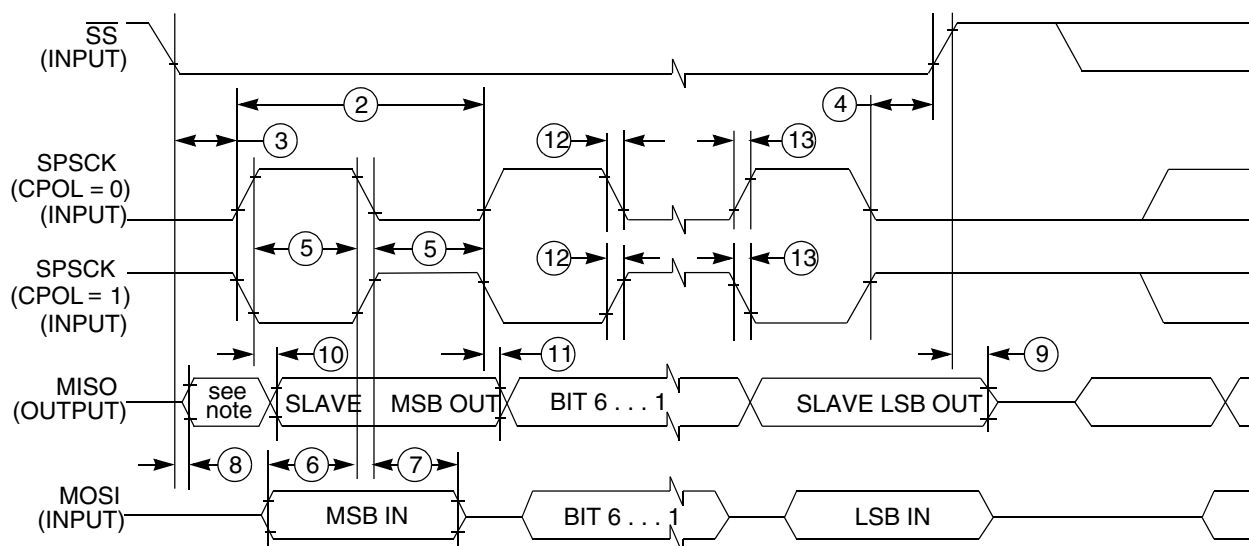 SS
(INPUT)
2
4
3
12
13
SPSCK
(CPOL = 0)
(INPUT)
5
5
SPSCK
(CPOL = 1)
(INPUT)
12
13
10
11
9
MISO
(OUTPUT)
see
note
SLAVE
MSB OUT
BIT 6 . . . 1
SLAVE LSB OUT
8
6
7
MOSI
(INPUT)
MSB IN
BIT 6 . . . 1
LSB IN